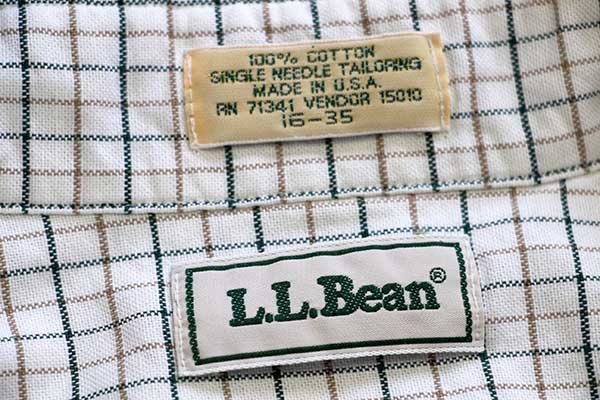 100% COTTON
SINGLE NEEDLE TAILORING
MADE IN U.S.A.
RN 71341 VENDOR 15010
16-35
L.L.Bean®